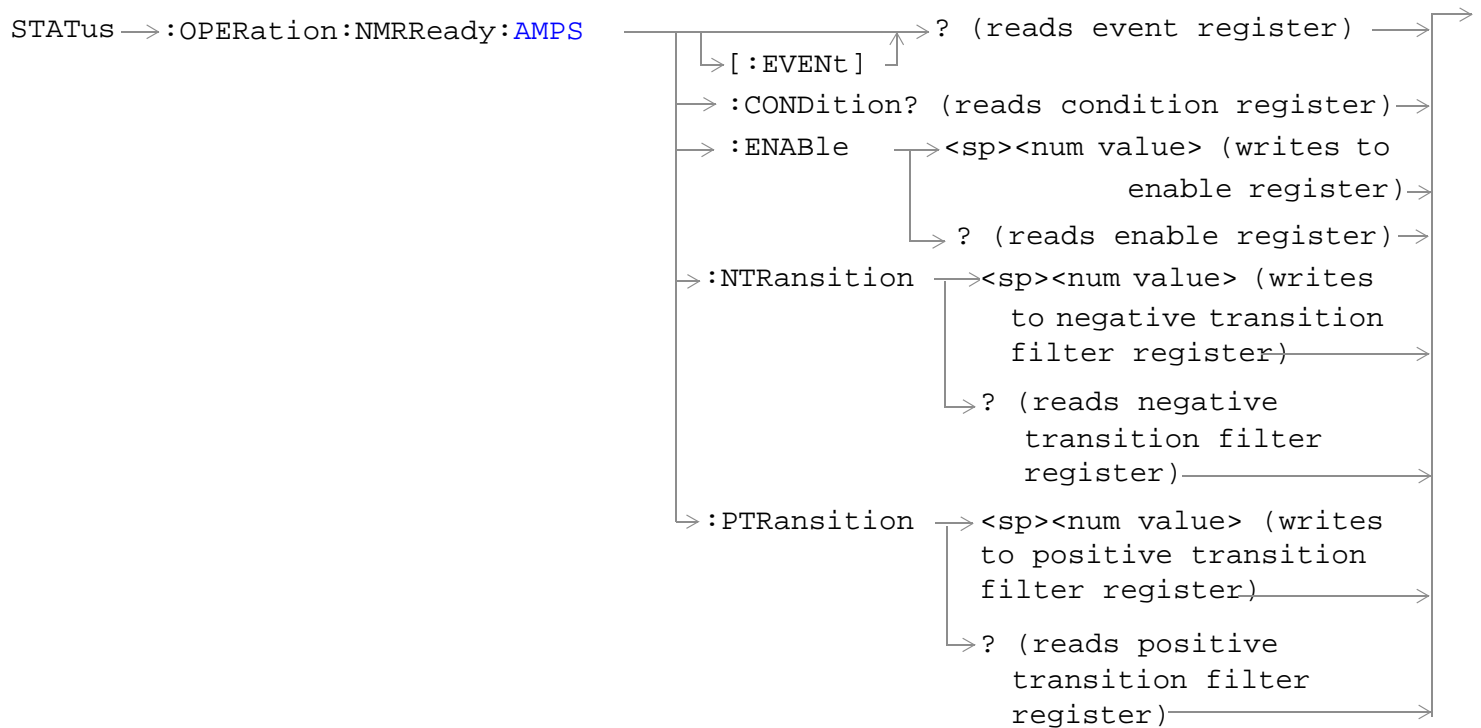 STATus :OPERation:NMRReady:AMPS ? (reads event register)
[:EVENt]
:CONDition? (reads condition register)
:ENABle <sp><num value> (writes to
enable register)
? (reads enable register)
:NTRansition <sp><num value> (writes
to negative transition
filter register)
? (reads negative
transition filter
register)
:PTRansition <sp><num value> (writes
to positive transition
filter register)
? (reads positive
transition filter
register)